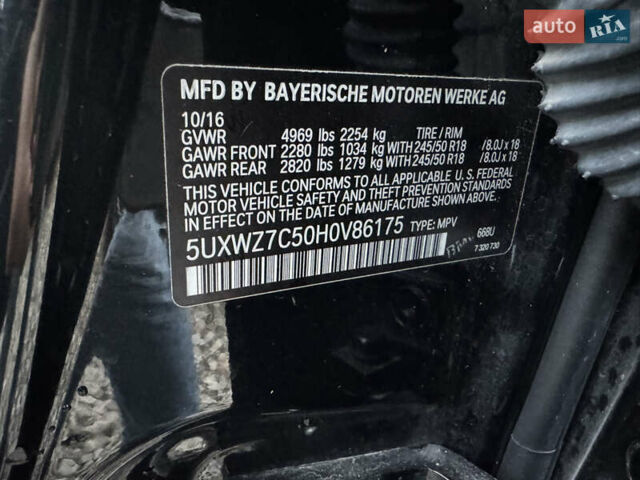 auto RIA .com
MFD BY BAYERISCHE MOTOREN WERKE AG
10/16
GVWR 4969 lbs 2254 kg TIRE / RIM
GAWR FRONT 2280 lbs 1034 kg WITH 245/50 R18 /8.0J x 18
GAWR REAR 2820 lbs 1279 kg WITH 245/50 R18 /8.0J x 18
THIS VEHICLE CONFORMS TO ALL APPLICABLE U.S. FEDERAL
MOTOR VEHICLE SAFETY AND THEFT PREVENTION STANDARDS
IN EFFECT ON THE DATE OF MANUFACTURE SHOWN ABOVE.
5UXWZ7C50H0V86175 TYPE: MPV
BMW 668U
7 320 730